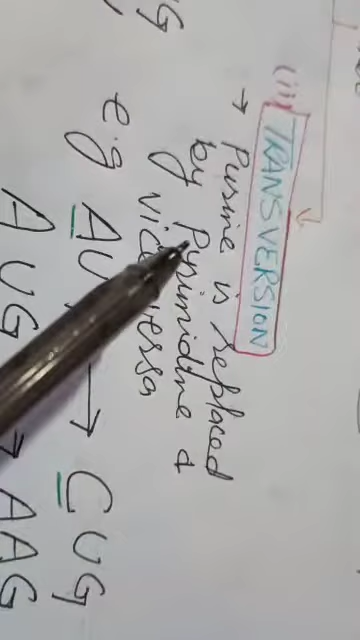 (ii) TRANSVERSION
→ Purine is replaced
by Pyrimidine &
vice versa
e.g AU → CUG
AUG → AAG